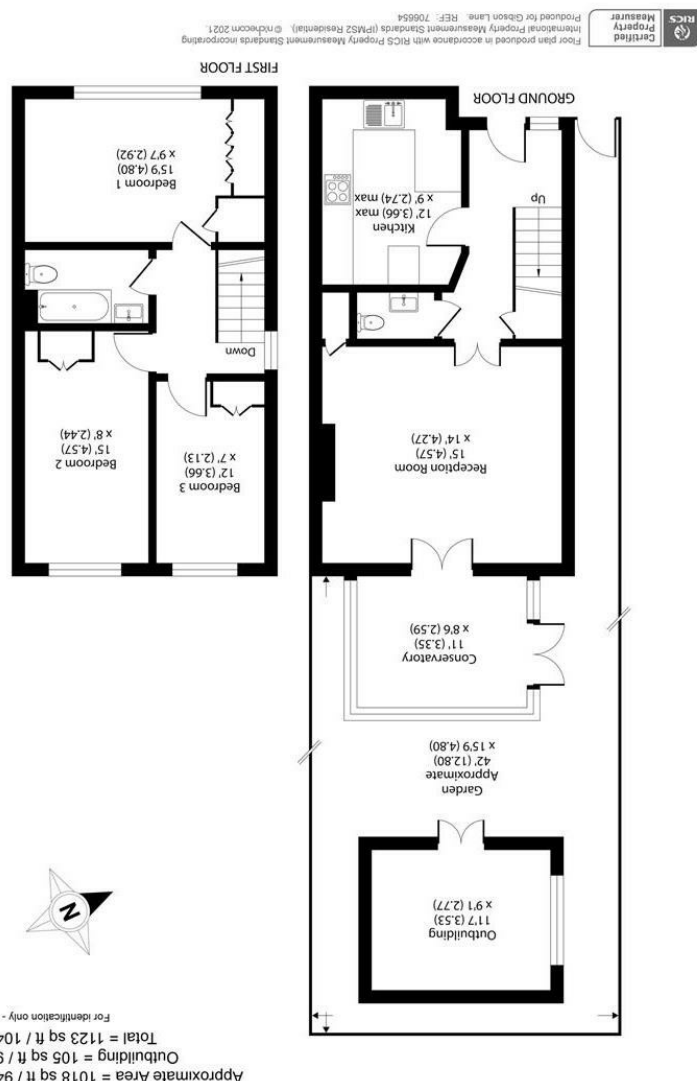 Approximate Area = 1018 sq ft / 94
Outbuilding = 105 sq ft / 9
Total = 1123 sq ft / 104
For identification only -
N
Outbuilding
11'7 (3.53)
x 9'1 (2.77)
Garden
Approximate
42' (12.80)
x 15'9 (4.80)
Conservatory
11' (3.35)
x 8'6 (2.59)
Reception Room
15' (4.57)
x 14' (4.27)
Up
Kitchen
12' (3.66) max
x 9' (2.74) max
GROUND FLOOR
Bedroom 3
12' (3.66)
x 7' (2.13)
Bedroom 2
15' (4.57)
x 8' (2.44)
Down
Bedroom 1
15'9 (4.80)
x 9'7 (2.92)
FIRST FLOOR
RICS
Certified
Property
Measurer
Floor plan produced in accordance with RICS Property Measurement Standards incorporating
International Property Measurement Standards (IPMS2 Residential). © nichecom 2021.
Produced for Gibson Lane. REF: 706654